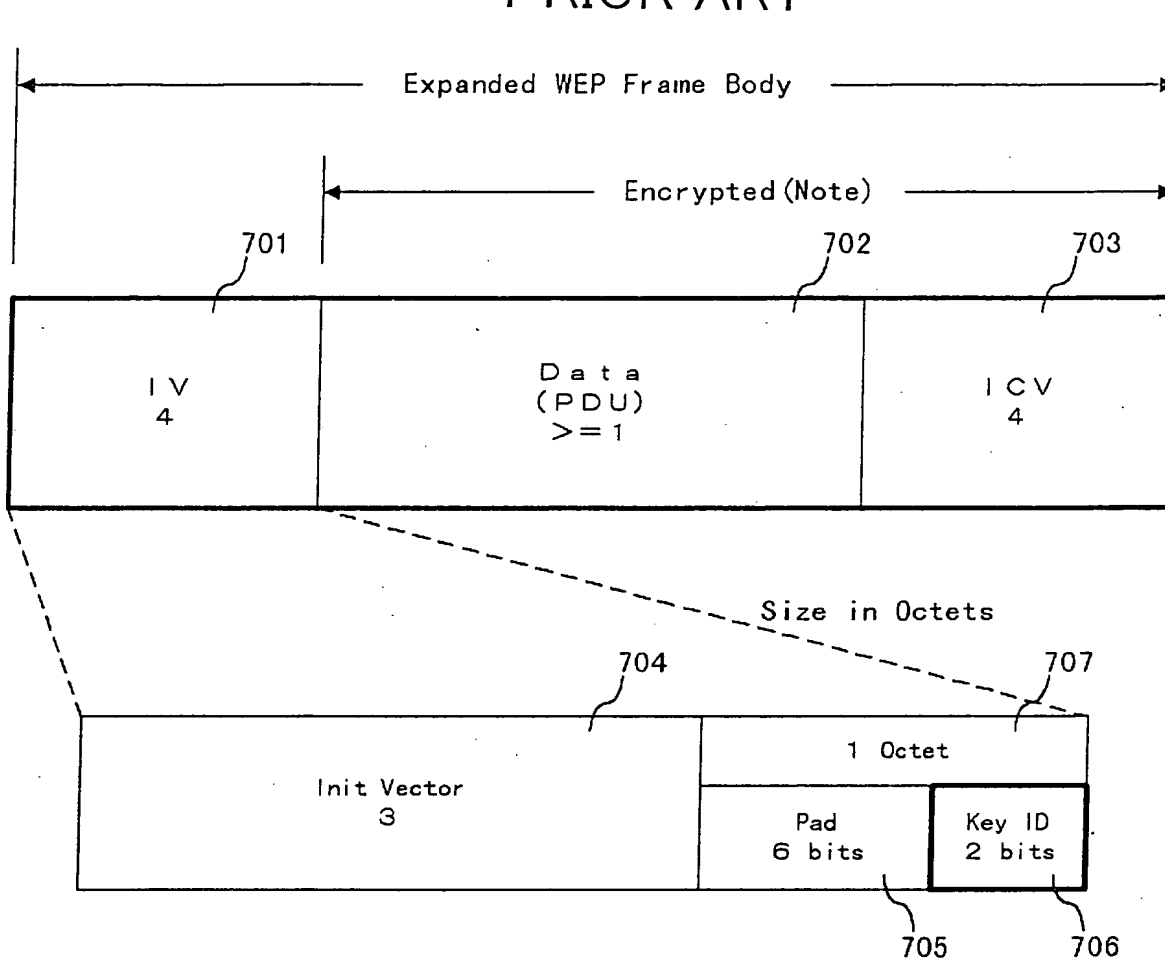 PRIOR ART
Expanded WEP Frame Body
Encrypted(Note)
701
702
703
IV
4
Data
(PDU)
>=1
ICV
4
Size in Octets
704
707
1 Octet
Init Vector
3
Pad
6 bits
Key ID
2 bits
705
706